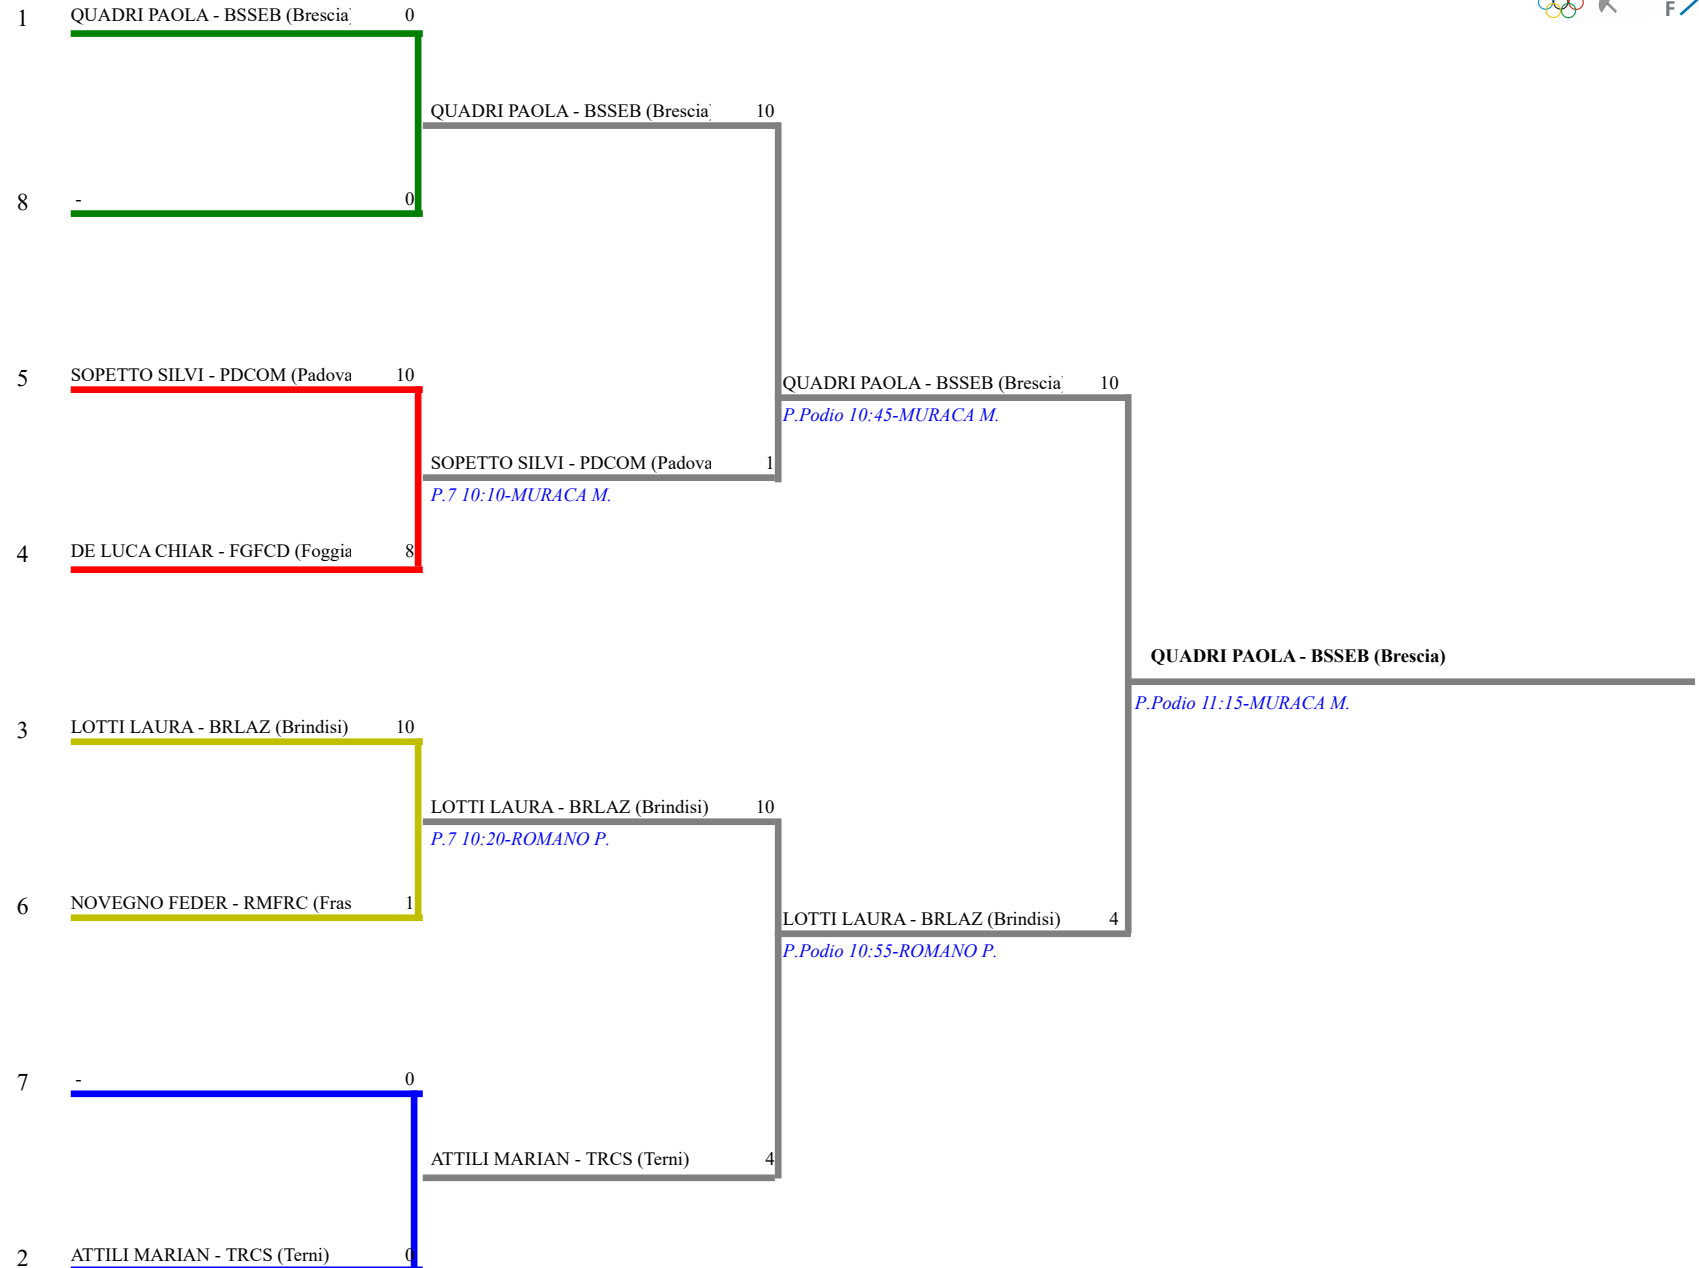 1 QUADRI PAOLA - BSSEB (Brescia) 0
F
QUADRI PAOLA - BSSEB (Brescia) 10
8 - 0
5 SOPETTO SILVI - PDCOM (Padova 10
QUADRI PAOLA - BSSEB (Brescia) 10
P.Podio 10:45-MURACA M.
SOPETTO SILVI - PDCOM (Padova 1
P.7 10:10-MURACA M.
4 DE LUCA CHIAR - FGFCD (Foggia 8
QUADRI PAOLA - BSSEB (Brescia)
P.Podio 11:15-MURACA M.
3 LOTTI LAURA - BRLAZ (Brindisi) 10
LOTTI LAURA - BRLAZ (Brindisi) 10
P.7 10:20-ROMANO P.
6 NOVEGNO FEDER - RMFRC (Fras 1
LOTTI LAURA - BRLAZ (Brindisi) 4
P.Podio 10:55-ROMANO P.
7 - 0
ATTILI MARIAN - TRCS (Terni) 4
2 ATTILI MARIAN - TRCS (Terni) 0